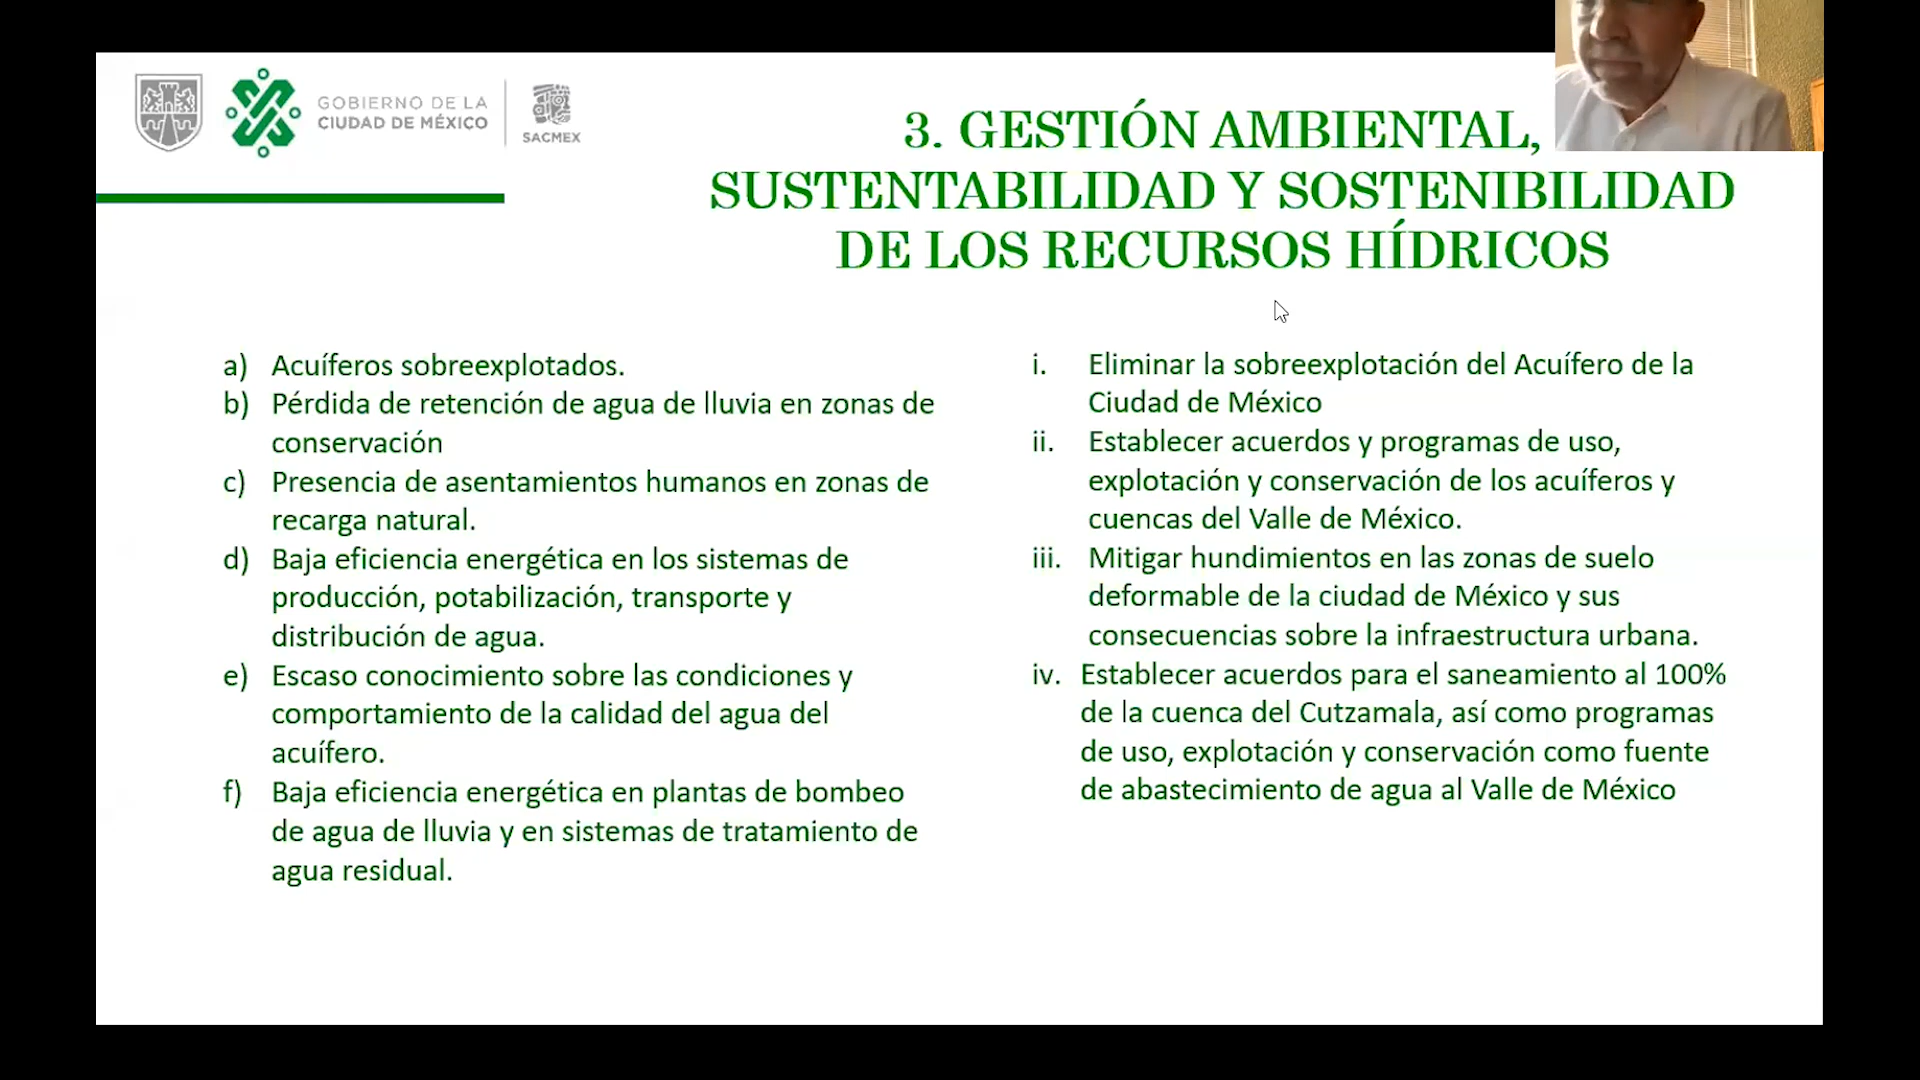 GOBIERNO DE LA
CIUDAD DE MÉXICO
SACMEX
3. GESTIÓN AMBIENTAL,
SUSTENTABILIDAD Y SOSTENIBILIDAD
DE LOS RECURSOS HÍDRICOS
a) Acuíferos sobreexplotados.
b) Pérdida de retención de agua de lluvia en zonas de
conservación
c) Presencia de asentamientos humanos en zonas de
recarga natural.
d) Baja eficiencia energética en los sistemas de
producción, potabilización, transporte y
distribución de agua.
e) Escaso conocimiento sobre las condiciones y
comportamiento de la calidad del agua del
acuífero.
f) Baja eficiencia energética en plantas de bombeo
de agua de lluvia y en sistemas de tratamiento de
agua residual.
i. Eliminar la sobreexplotación del Acuífero de la
Ciudad de México
ii. Establecer acuerdos y programas de uso,
explotación y conservación de los acuíferos y
cuencas del Valle de México.
iii. Mitigar hundimientos en las zonas de suelo
deformable de la ciudad de México y sus
consecuencias sobre la infraestructura urbana.
iv. Establecer acuerdos para el saneamiento al 100%
de la cuenca del Cutzamala, así como programas
de uso, explotación y conservación como fuente
de abastecimiento de agua al Valle de México